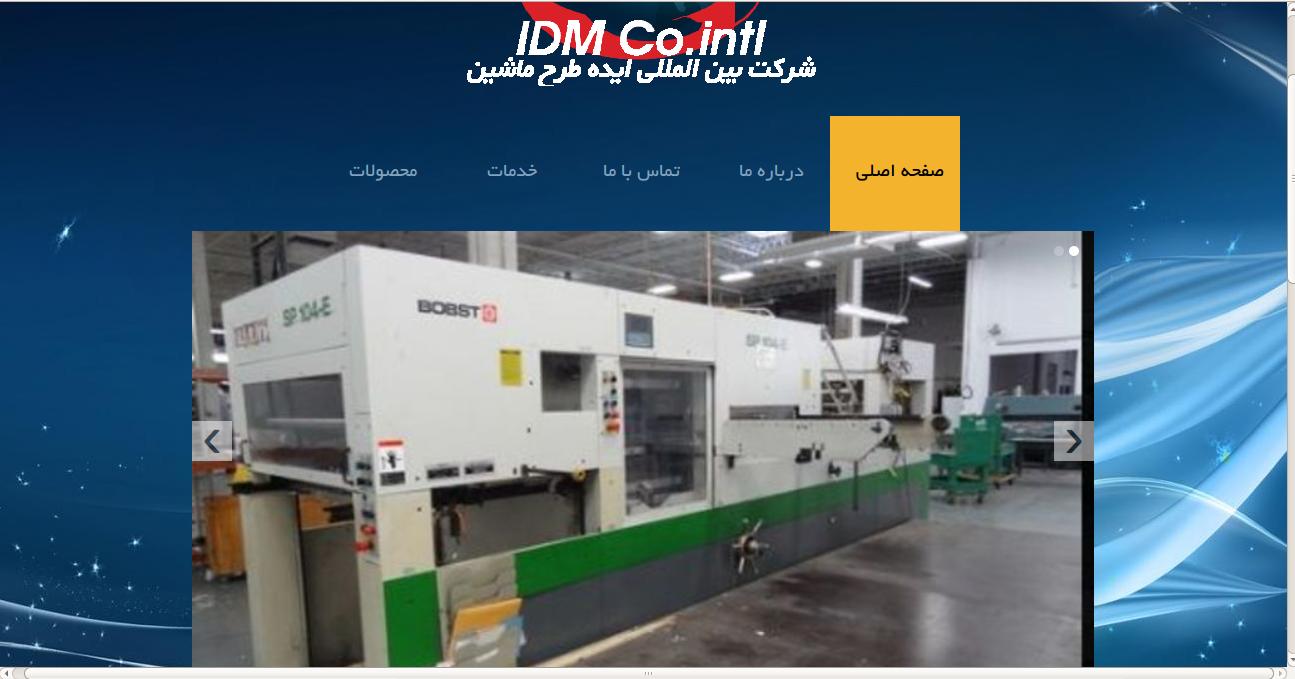 IDM Co.intl
شرکت بین المللی ایده طرح ماشین
صفحه اصلی
درباره ما
تماس با ما
خدمات
محصولات
SP 104-E
BOBST
SP 104-E